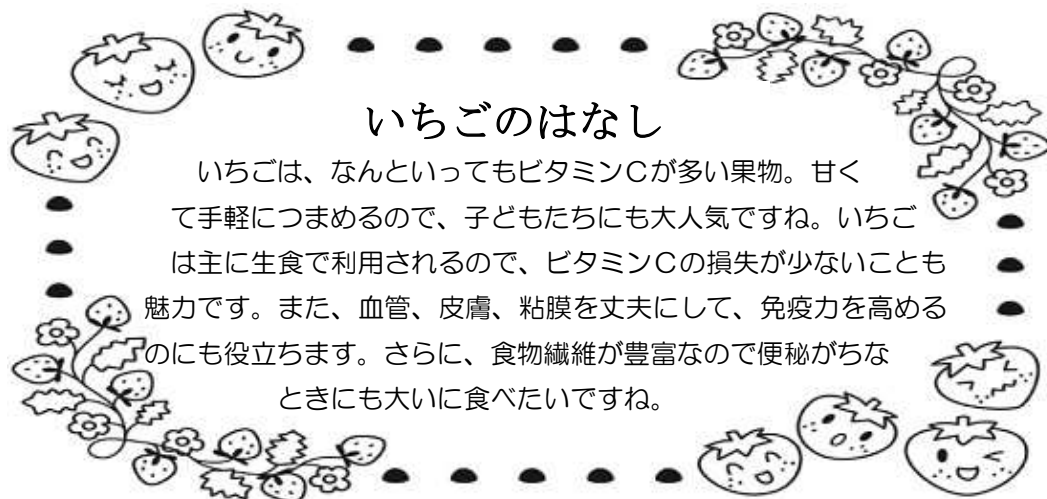 いちごのはなし
いちごは、なんといってもビタミンCが多い果物。甘く
て手軽につまめるので、子どもたちにも大人気ですね。いちご
は主に生食で利用されるので、ビタミンCの損失が少ないことも
魅力です。また、血管、皮膚、粘膜を丈夫にして、免疫力を高める
のにも役立ちます。さらに、食物繊維が豊富なので便秘がちな
ときにも大いに食べたいですね。